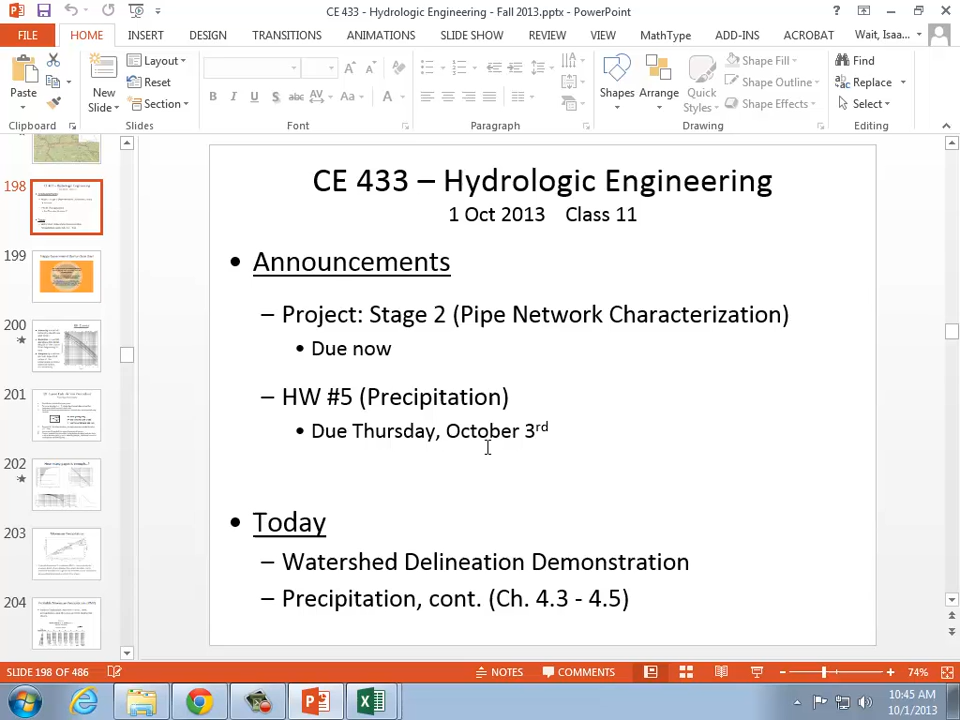 CE 433 - Hydrologic Engineering - Fall 2013.pptx - PowerPoint
FILE HOME INSERT DESIGN TRANSITIONS ANIMATIONS SLIDE SHOW REVIEW VIEW MathType ADD-INS ACROBAT Wait, Isaa...
Paste
New
Slide
Layout
Reset
Section
Shapes
Arrange
Quick
Styles
Shape Fill
Shape Outline
Shape Effects
Find
Replace
Select
Clipboard Slides Font Paragraph Drawing Editing
198
199
200
201
202
203
204
CE 433 – Hydrologic Engineering
1 Oct 2013 Class 11
• Announcements
– Project: Stage 2 (Pipe Network Characterization)
• Due now
– HW #5 (Precipitation)
• Due Thursday, October 3rd
• Today
– Watershed Delineation Demonstration
– Precipitation, cont. (Ch. 4.3 - 4.5)
SLIDE 198 OF 486 NOTES COMMENTS 74%
10:45 AM
10/1/2013